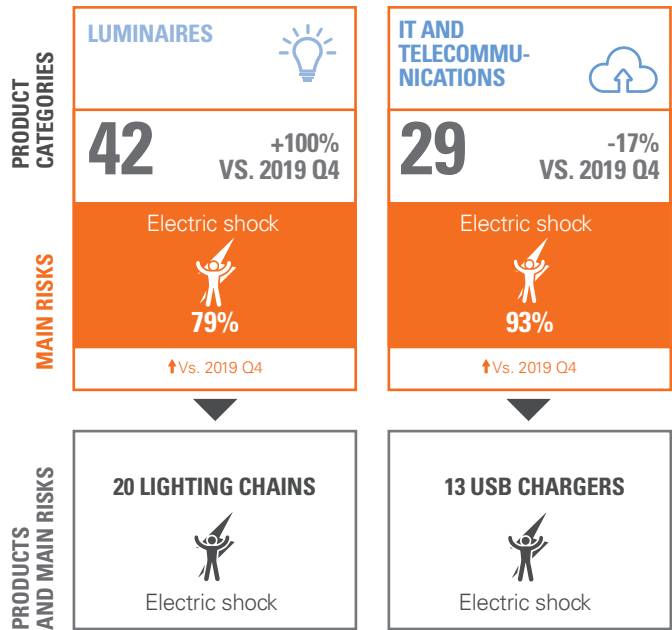 PRODUCT
CATEGORIES
LUMINAIRES
42
+100%
VS. 2019 Q4
IT AND
TELECOMMU-
NICATIONS
29
-17%
VS. 2019 Q4
MAIN RISKS
Electric shock
79%
Vs. 2019 Q4
Electric shock
93%
Vs. 2019 Q4
PRODUCTS
AND MAIN RISKS
20 LIGHTING CHAINS
Electric shock
13 USB CHARGERS
Electric shock